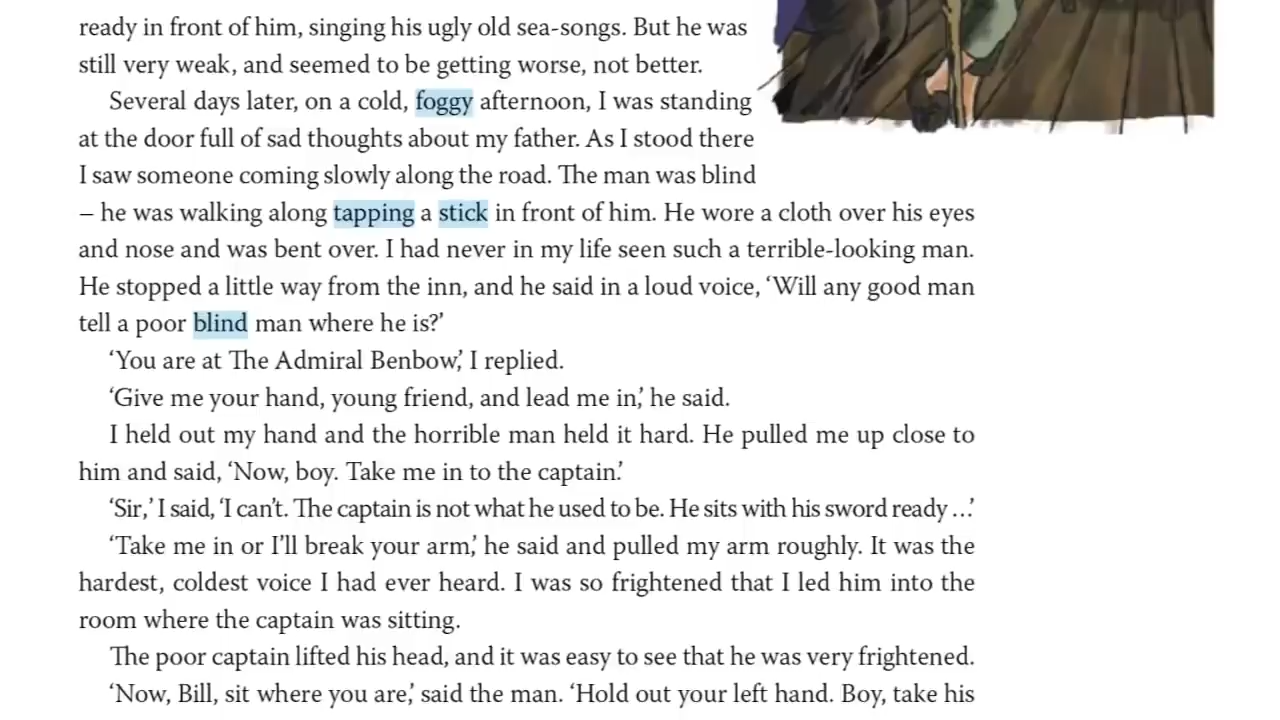 ready in front of him, singing his ugly old sea-songs. But he was
still very weak, and seemed to be getting worse, not better.
Several days later, on a cold, foggy afternoon, I was standing
at the door full of sad thoughts about my father. As I stood there
I saw someone coming slowly along the road. The man was blind
– he was walking along tapping a stick in front of him. He wore a cloth over his eyes
and nose and was bent over. I had never in my life seen such a terrible-looking man.
He stopped a little way from the inn, and he said in a loud voice, ‘Will any good man
tell a poor blind man where he is?’
‘You are at The Admiral Benbow,’ I replied.
‘Give me your hand, young friend, and lead me in,’ he said.
I held out my hand and the horrible man held it hard. He pulled me up close to
him and said, ‘Now, boy. Take me in to the captain.’
‘Sir,’ I said, ‘I can’t. The captain is not what he used to be. He sits with his sword ready …’
‘Take me in or I’ll break your arm,’ he said and pulled my arm roughly. It was the
hardest, coldest voice I had ever heard. I was so frightened that I led him into the
room where the captain was sitting.
The poor captain lifted his head, and it was easy to see that he was very frightened.
‘Now, Bill, sit where you are,’ said the man. ‘Hold out your left hand. Boy, take his